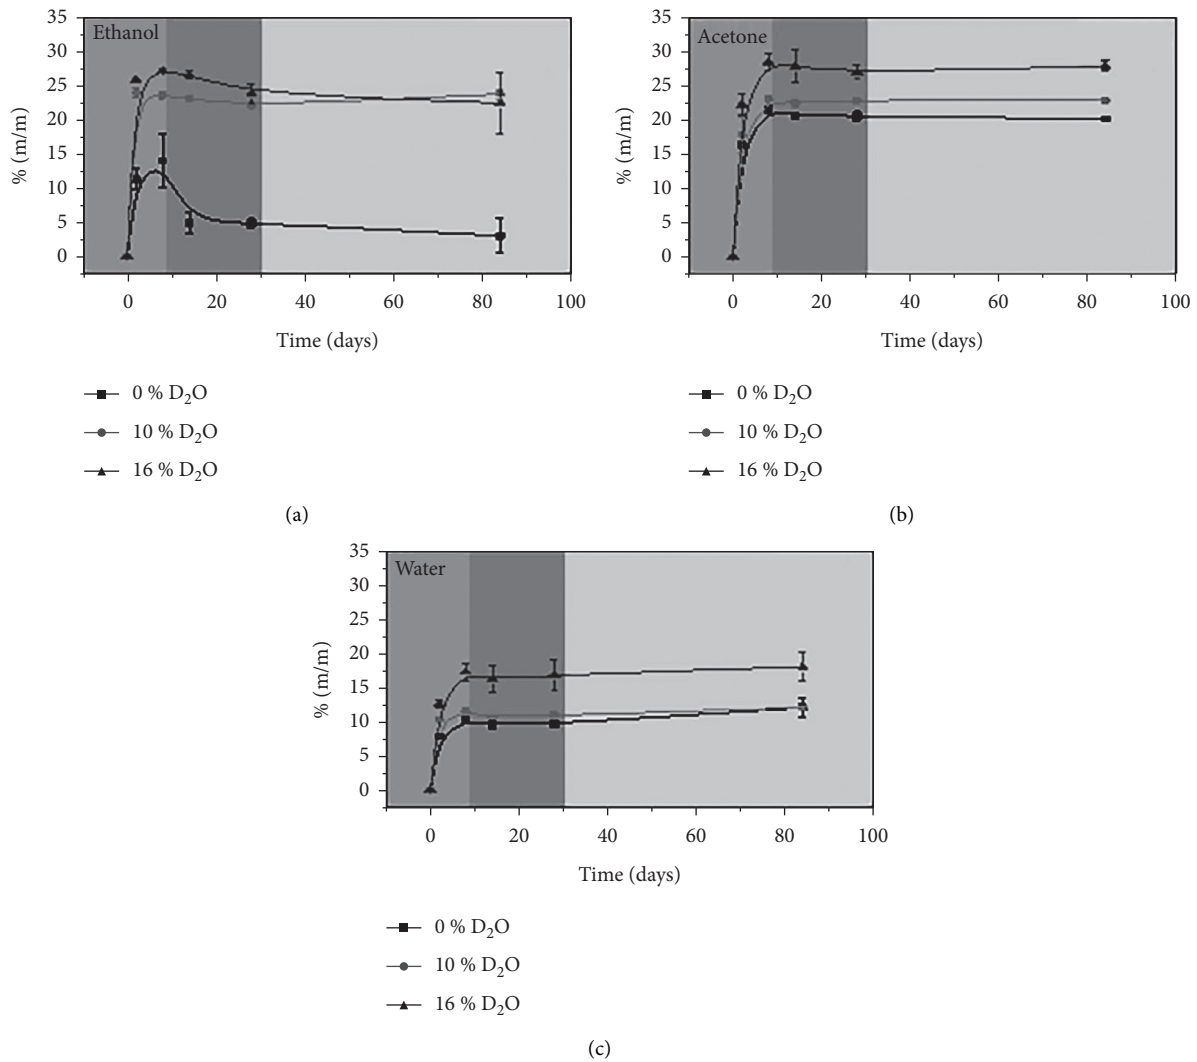 35
30
25
20
15
10
5
0
% (m/m)
Ethanol
0 20 40 60 80 100
Time (days)
0 % D₂O
10 % D₂O
16 % D₂O
(a)
35
30
25
20
15
10
5
0
% (m/m)
Acetone
0 20 40 60 80 100
Time (days)
0 % D₂O
10 % D₂O
16 % D₂O
(b)
35
30
25
20
15
10
5
0
% (m/m)
Water
0 20 40 60 80 100
Time (days)
0 % D₂O
10 % D₂O
16 % D₂O
(c)